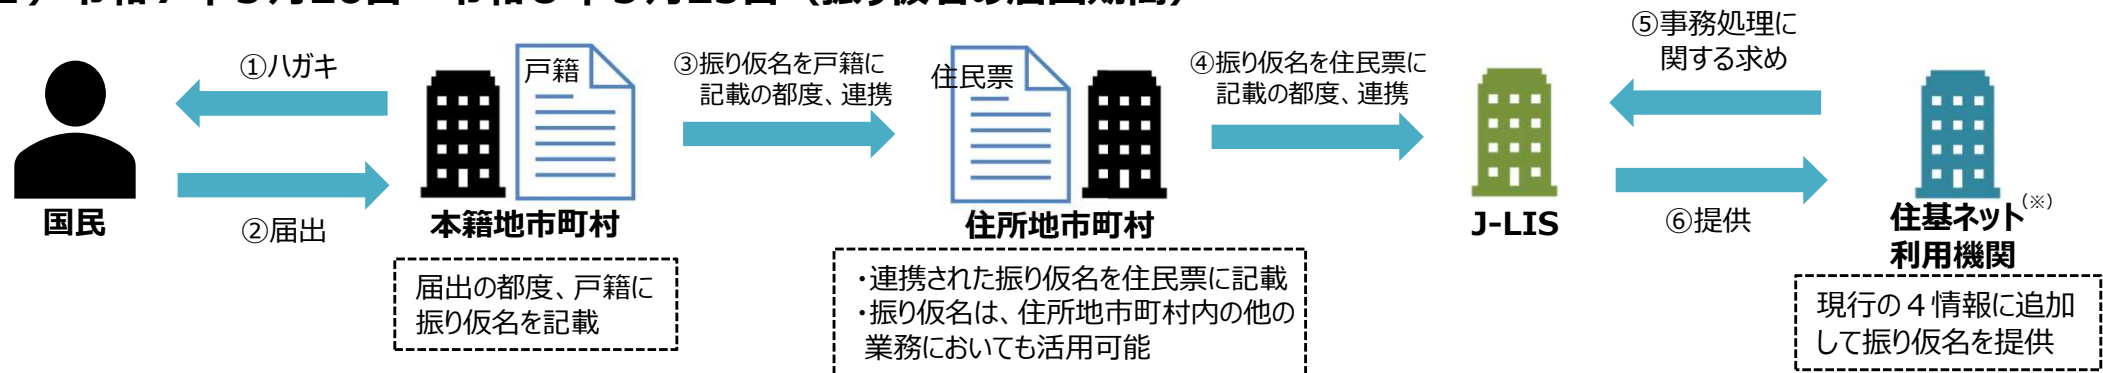 ①ハガキ
②届出
国民
戸籍
本籍地市町村
届出の都度、戸籍に
振り仮名を記載
③振り仮名を戸籍に
記載の都度、連携
住民票
住所地市町村
・連携された振り仮名を住民票に記載
・振り仮名は、住所地市町村内の他の
業務においても活用可能
④振り仮名を住民票に
記載の都度、連携
J-LIS
⑤事務処理に
関する求め
⑥提供
住基ネット(※)
利用機関
現行の4情報に追加
して振り仮名を提供